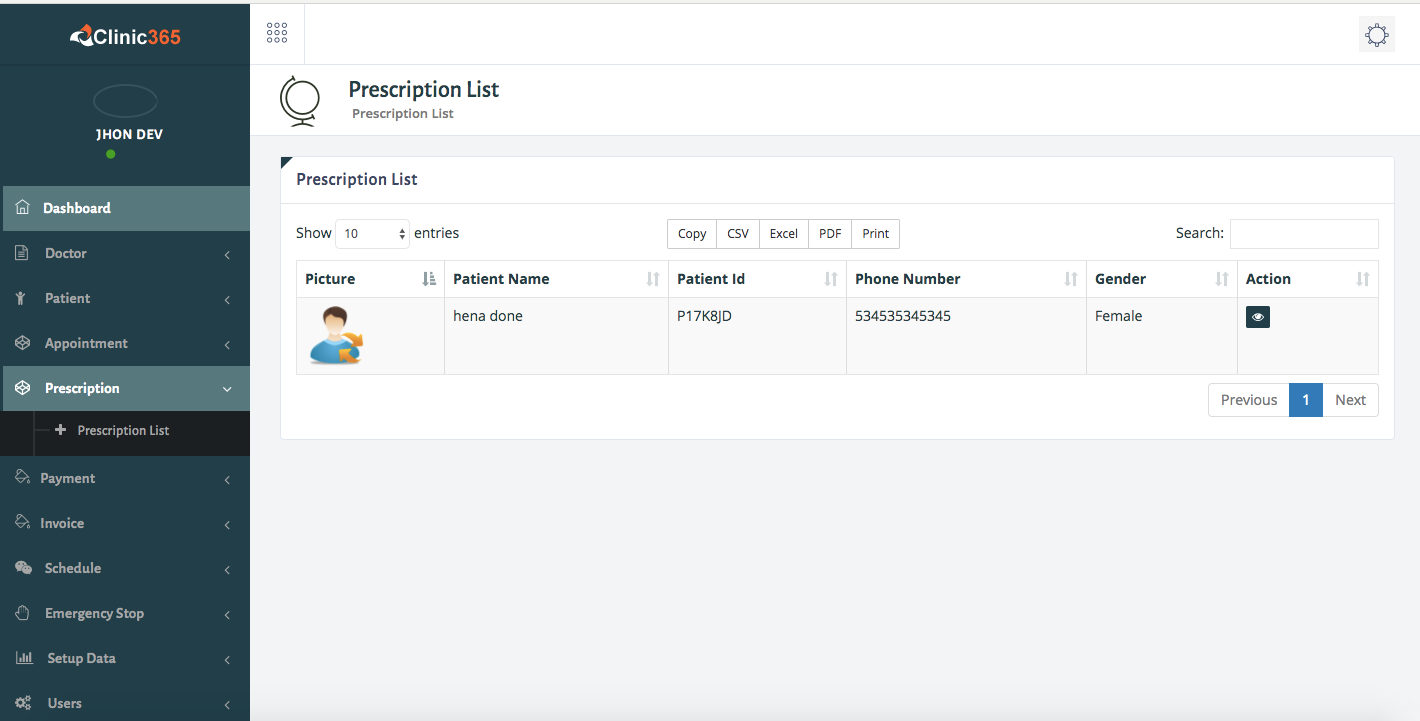 Clinic365
JHON DEV
Dashboard
Doctor
Patient
Appointment
Prescription
Prescription List
Payment
Invoice
Schedule
Emergency Stop
Setup Data
Users
Prescription List
Prescription List
Prescription List
Show 10 entries
Copy CSV Excel PDF Print
Search:
Picture Patient Name Patient Id Phone Number Gender Action
hena done P17K8JD 534535345345 Female
Previous 1 Next